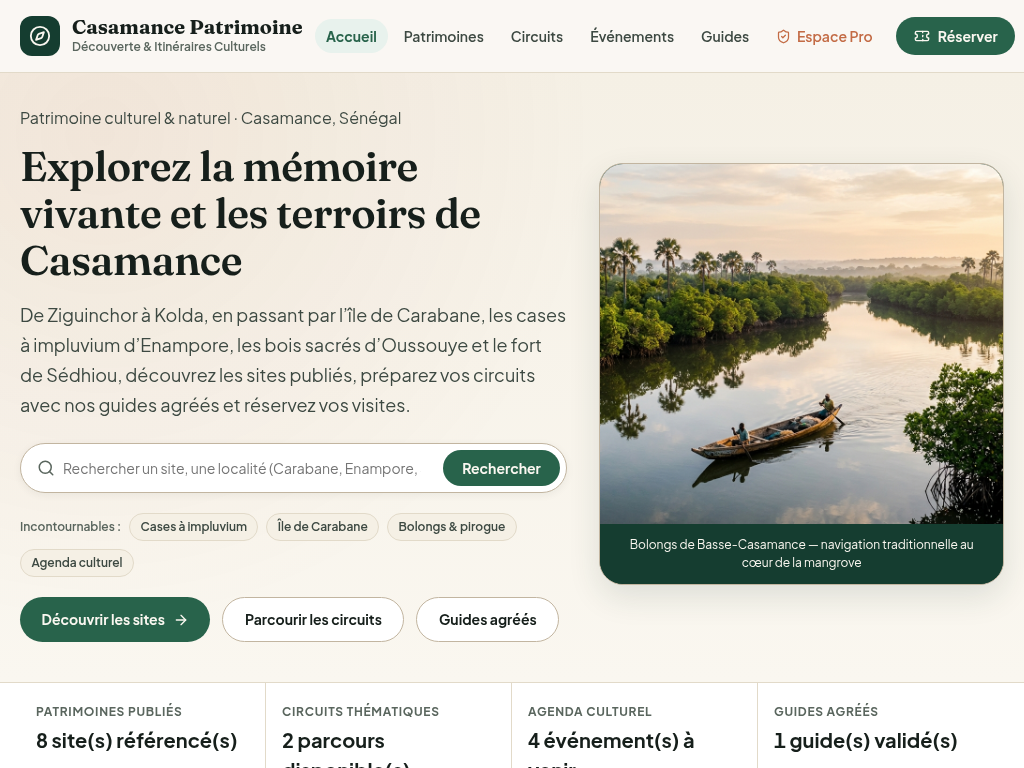 Casamance Patrimoine
Découverte & Itinéraires Culturels
Accueil
Patrimoines
Circuits
Événements
Guides
Espace Pro
Réserver
Patrimoine culturel & naturel · Casamance, Sénégal
Explorez la mémoire
vivante et les terroirs de
Casamance
De Ziguinchor à Kolda, en passant par l’île de Carabane, les cases
à impluvium d’Enampore, les bois sacrés d’Oussouye et le fort
de Sédhiou, découvrez les sites publiés, préparez vos circuits
avec nos guides agréés et réservez vos visites.
Rechercher un site, une localité (Carabane, Enampore,
Rechercher
Incontournables :
Cases à impluvium
Île de Carabane
Bolongs & pirogue
Agenda culturel
Découvrir les sites
Parcourir les circuits
Guides agréés
Bolongs de Basse-Casamance — navigation traditionnelle au
cœur de la mangrove
PATRIMOINES PUBLIÉS
8 site(s) référencé(s)
CIRCUITS THÉMATIQUES
2 parcours
disponible(s)
AGENDA CULTUREL
4 événement(s) à
venir
GUIDES AGRÉÉS
1 guide(s) validé(s)